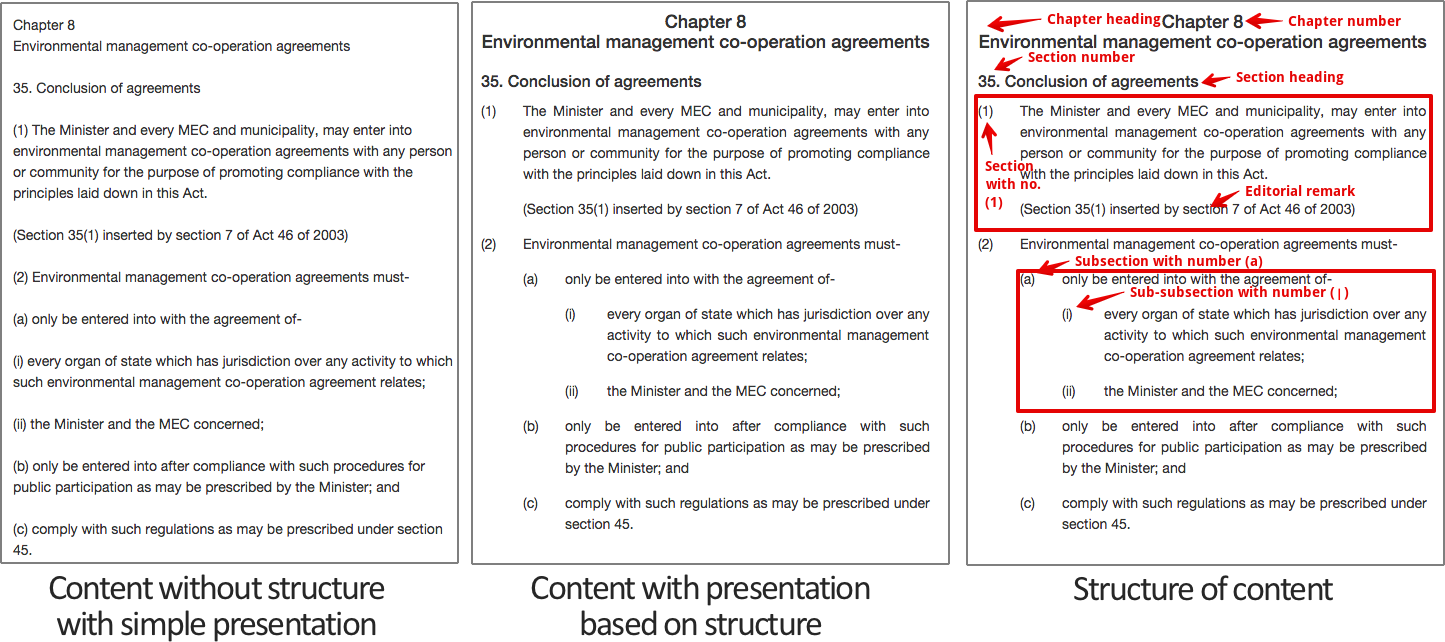 Chapter 8
Environmental management co-operation agreements
35. Conclusion of agreements
(1) The Minister and every MEC and municipality, may enter into
environmental management co-operation agreements with any person
or community for the purpose of promoting compliance with the
principles laid down in this Act.
(Section 35(1) inserted by section 7 of Act 46 of 2003)
(2) Environmental management co-operation agreements must-
(a) only be entered into with the agreement of-
(i) every organ of state which has jurisdiction over any activity to which
such environmental management co-operation agreement relates;
(ii) the Minister and the MEC concerned;
(b) only be entered into after compliance with such procedures for
public participation as may be prescribed by the Minister; and
(c) comply with such regulations as may be prescribed under section
45.
Content without structure
with simple presentation
Chapter 8
Environmental management co-operation agreements
35. Conclusion of agreements
(1) The Minister and every MEC and municipality, may enter into
environmental management co-operation agreements with any
person or community for the purpose of promoting compliance
with the principles laid down in this Act.
(Section 35(1) inserted by section 7 of Act 46 of 2003)
(2) Environmental management co-operation agreements must-
(a) only be entered into with the agreement of-
(i) every organ of state which has jurisdiction over any
activity to which such environmental management
co-operation agreement relates;
(ii) the Minister and the MEC concerned;
(b) only be entered into after compliance with such
procedures for public participation as may be prescribed
by the Minister; and
(c) comply with such regulations as may be prescribed under
section 45.
Content with presentation
based on structure
Chapter heading Chapter 8 Chapter number
Environmental management co-operation agreements
Section number
35. Conclusion of agreements Section heading
(1) The Minister and every MEC and municipality, may enter into
environmental management co-operation agreements with any
person or community for the purpose of promoting compliance
with the principles laid down in this Act.
Section
with no.
(1)
Editorial remark
(Section 35(1) inserted by section 7 of Act 46 of 2003)
(2) Environmental management co-operation agreements must-
Subsection with number (a)
(a) only be entered into with the agreement of-
Sub-subsection with number (|)
(i) every organ of state which has jurisdiction over any
activity to which such environmental management
co-operation agreement relates;
(ii) the Minister and the MEC concerned;
(b) only be entered into after compliance with such
procedures for public participation as may be prescribed
by the Minister; and
(c) comply with such regulations as may be prescribed under
section 45.
Structure of content